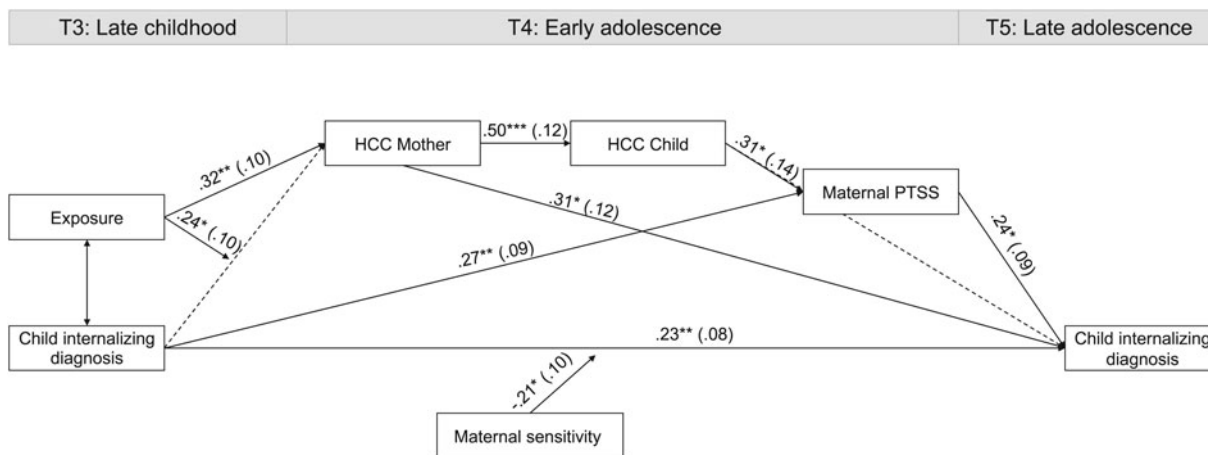 T3: Late childhood
T4: Early adolescence
T5: Late adolescence
HCC Mother
.50*** (.12)
HCC Child
.32** (.10)
.31* (.14)
Maternal PTSS
Exposure
.24* (.10)
.31* (.12)
.24* (.09)
.27** (.09)
Child internalizing
diagnosis
.23** (.08)
Child internalizing
diagnosis
-.21* (.10)
Maternal sensitivity